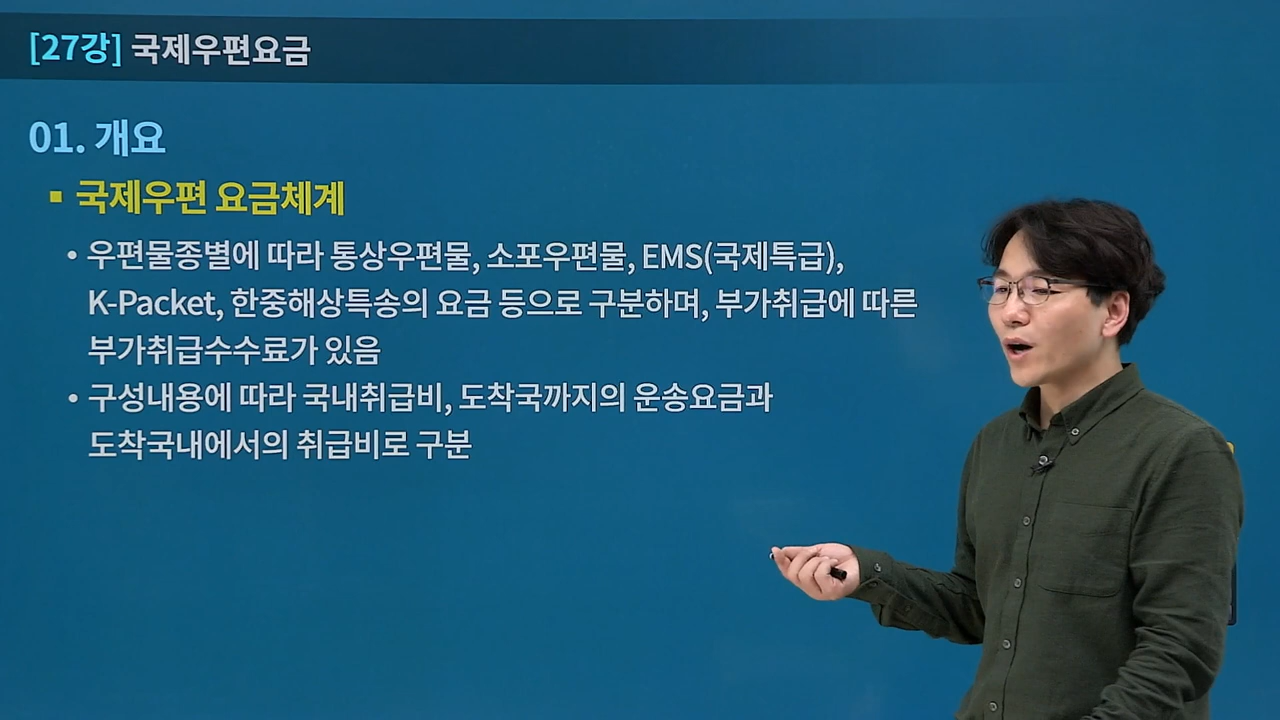 [27강] 국제우편요금
01. 개요
▪ 국제우편 요금체계
• 우편물종별에 따라 통상우편물, 소포우편물, EMS(국제특급),
K-Packet, 한중해상특송의 요금 등으로 구분하며, 부가취급에 따른
부가취급수수료가 있음
• 구성내용에 따라 국내취급비, 도착국까지의 운송요금과
도착국내에서의 취급비로 구분